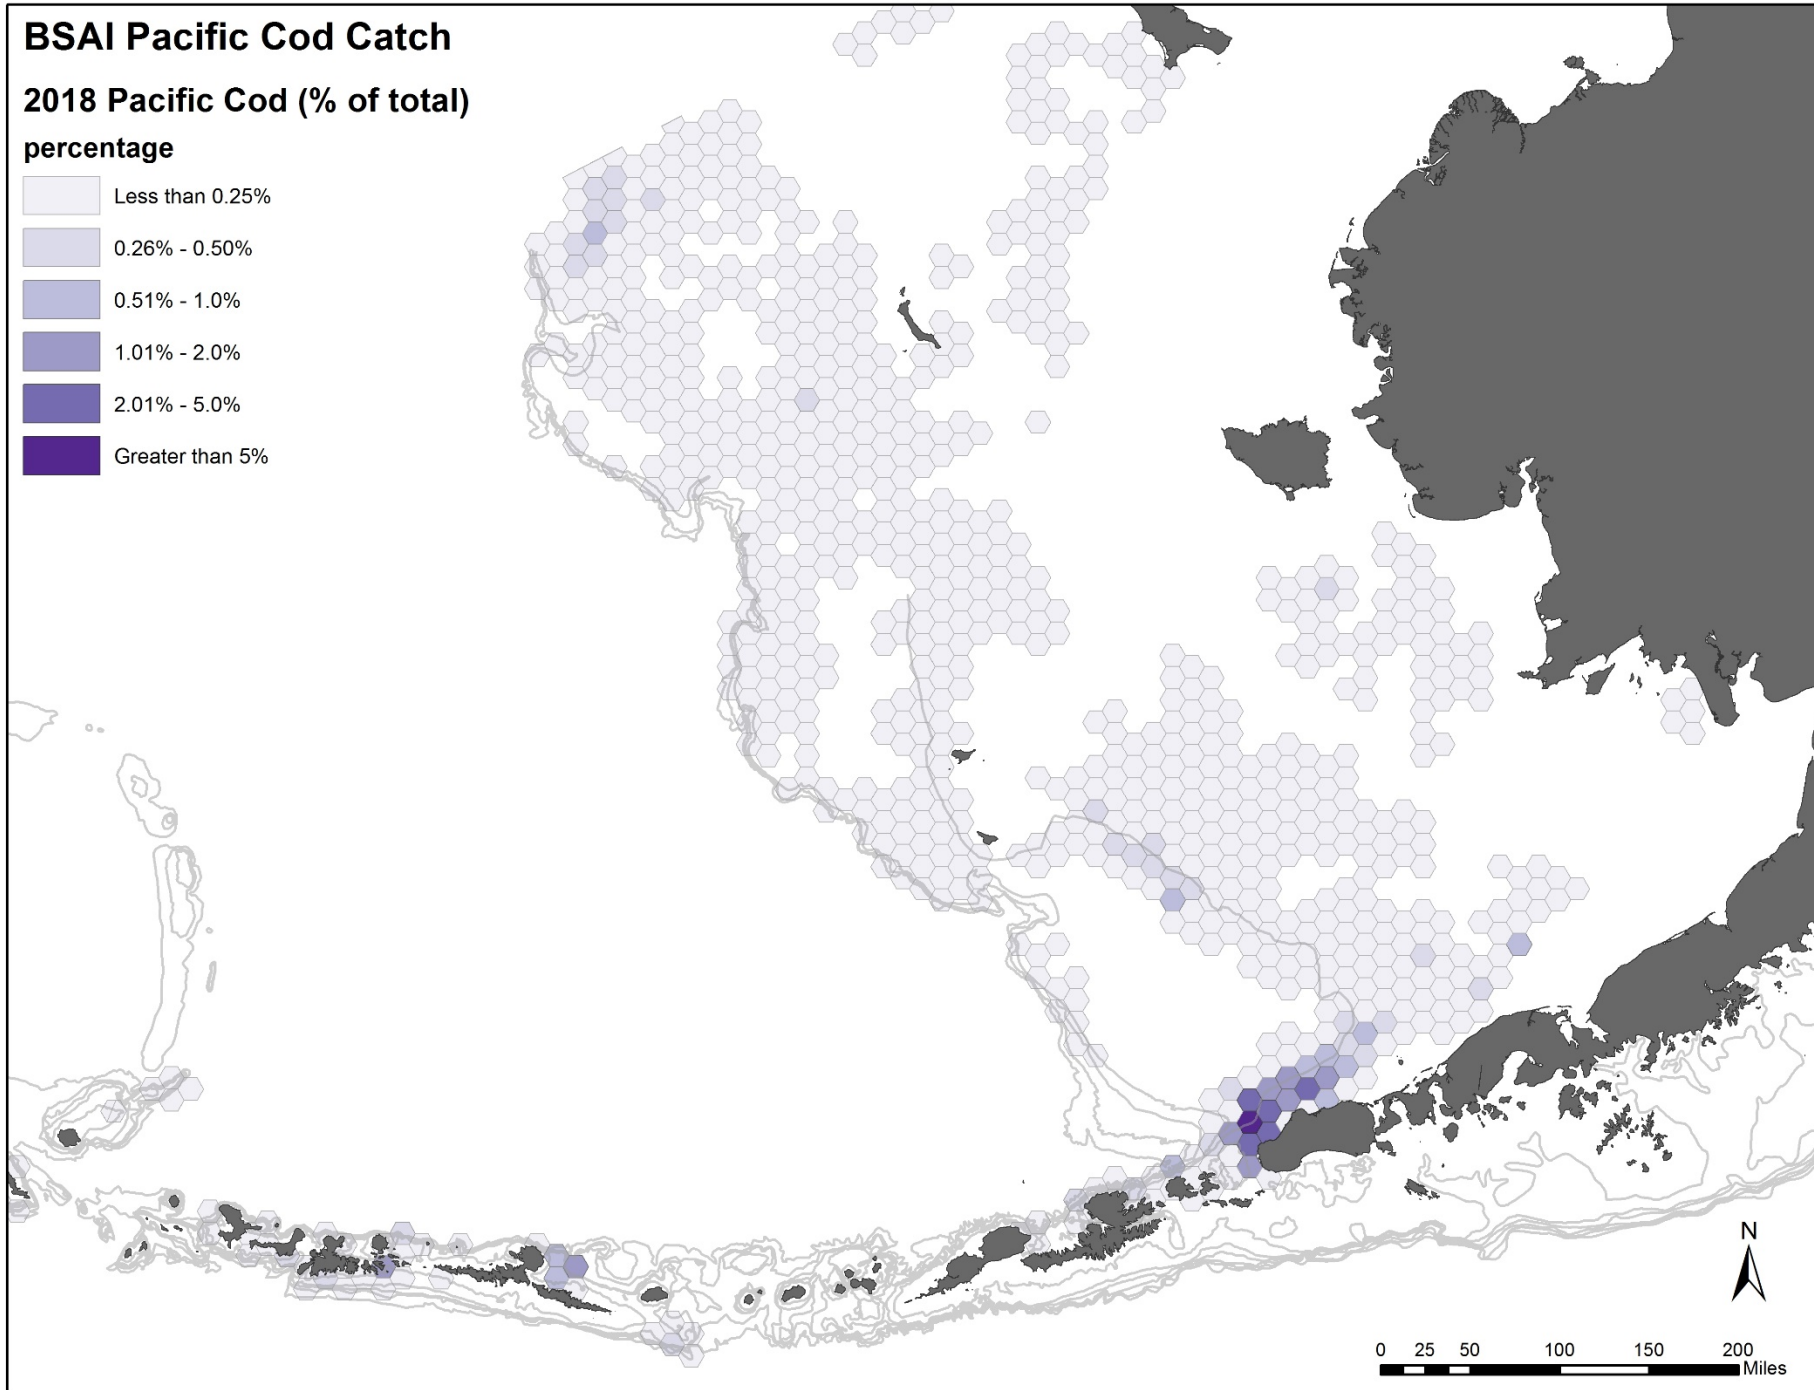 BSAI Pacific Cod Catch
2018 Pacific Cod (% of total)
percentage
Less than 0.25%
0.26% - 0.50%
0.51% - 1.0%
1.01% - 2.0%
2.01% - 5.0%
Greater than 5%
N
0 25 50 100 150 200
Miles